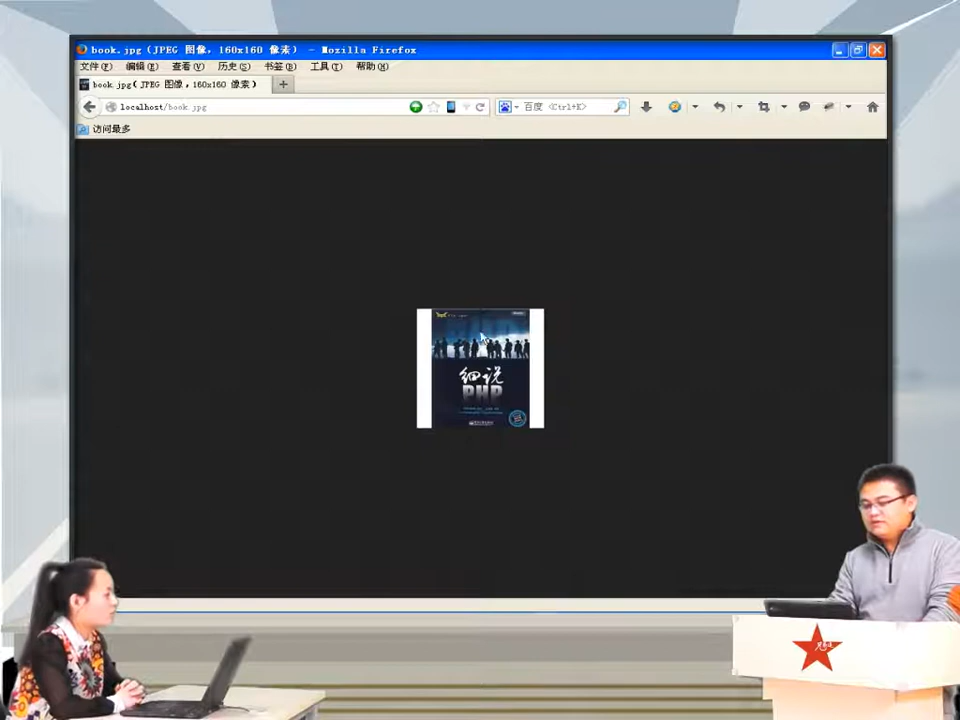 book.jpg (JPEG 图像，160x160 像素) - Mozilla Firefox
文件(F) 编辑(E) 查看(V) 历史(S) 书签(B) 工具(T) 帮助(H)
book.jpg(JPEG 图像，160x160 像素)
localhost/book.jpg
百度 <Ctrl+K>
访问最多
细说
PHP